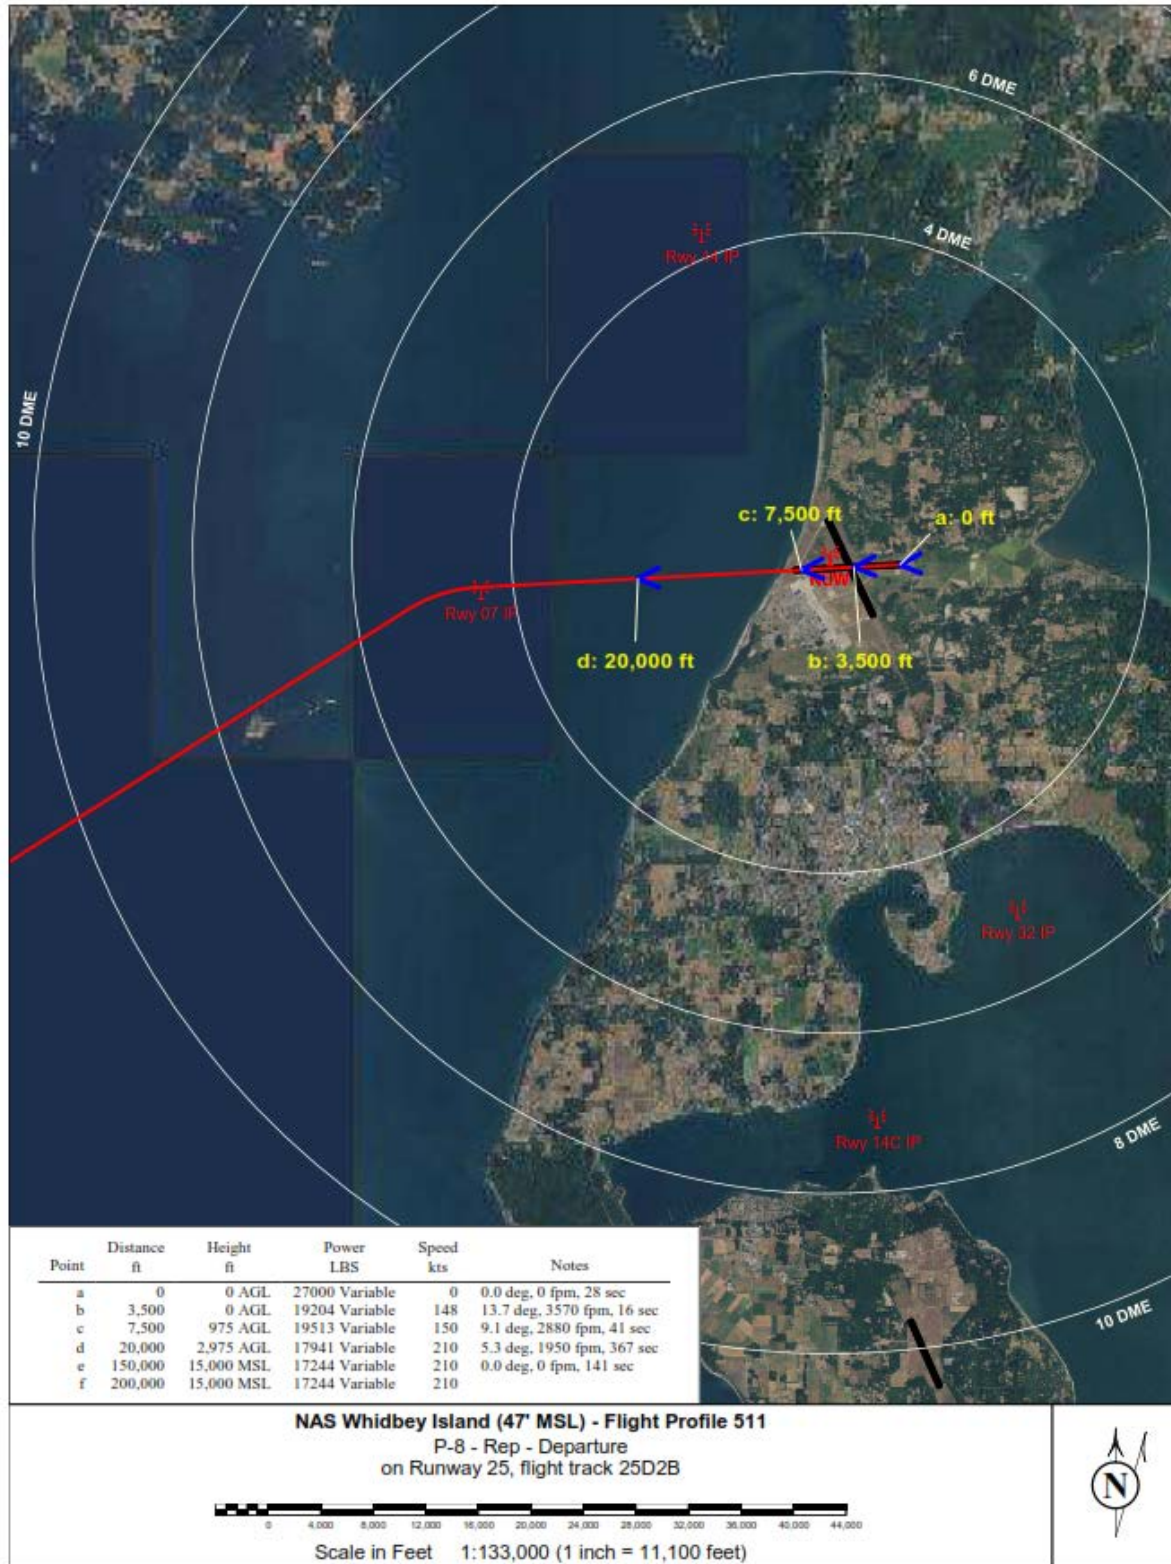 6 DME
4 DME
Rwy 14 IP
10 DME
c: 7,500 ft
a: 0 ft
NUW
Rwy 07 IP
d: 20,000 ft
b: 3,500 ft
Rwy 32 IP
Rwy 14C IP
8 DME
10 DME
Point Distance ft Height ft Power LBS Speed kts Notes
a 0 0 AGL 27000 Variable 0 0.0 deg, 0 fpm, 28 sec
b 3,500 0 AGL 19204 Variable 148 13.7 deg, 3570 fpm, 16 sec
c 7,500 975 AGL 19513 Variable 150 9.1 deg, 2880 fpm, 41 sec
d 20,000 2,975 AGL 17941 Variable 210 5.3 deg, 1950 fpm, 367 sec
e 150,000 15,000 MSL 17244 Variable 210 0.0 deg, 0 fpm, 141 sec
f 200,000 15,000 MSL 17244 Variable 210
NAS Whidbey Island (47' MSL) - Flight Profile 511
P-8 - Rep - Departure
on Runway 25, flight track 25D2B
0 4,000 8,000 12,000 16,000 20,000 24,000 28,000 32,000 36,000 40,000 44,000
Scale in Feet 1:133,000 (1 inch = 11,100 feet)
N